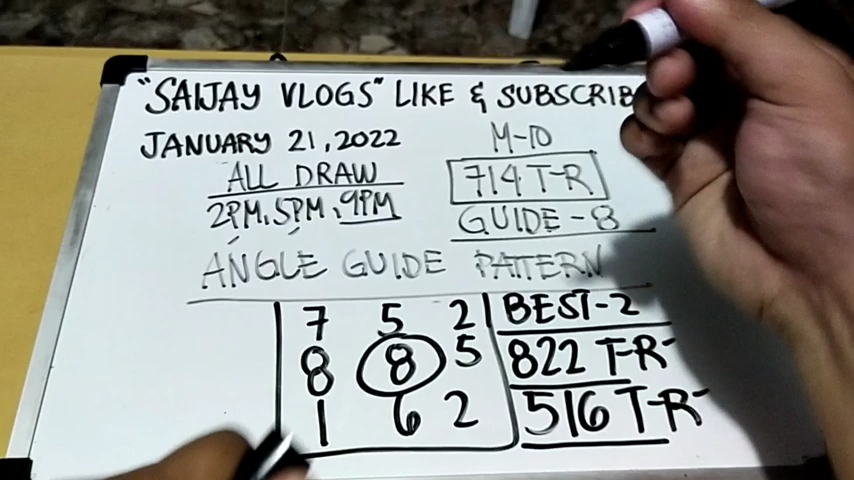 "SAIJAY VLOGS" LIKE & SUBSCRIB
JANUARY 21, 2022
M-10
ALL DRAW
714 T-R
2PM, 5PM, 9PM
GUIDE-8
ANGLE GUIDE PATTERN
7 5 2
BEST-2
8 8 5
822 T-R-
1 6 2
516 T-R-